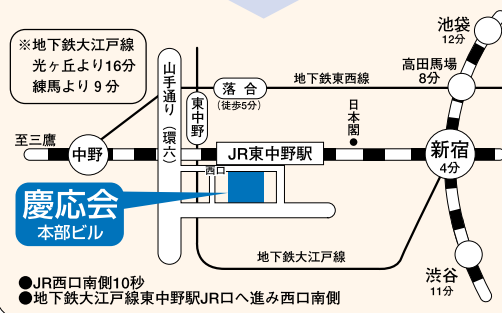 ※地下鉄大江戸線
光ヶ丘より16分
練馬より9分
池袋
12分
高田馬場
8分
山手通り(環六)
落合
(徒歩5分)
地下鉄東西線
東中野
日本閣
至三鷹
中野
JR東中野駅
新宿
4分
西口
慶応会
本部ビル
地下鉄大江戸線
渋谷
11分
●JR西口南側10秒
●地下鉄大江戸線東中野駅JR口へ進み西口南側